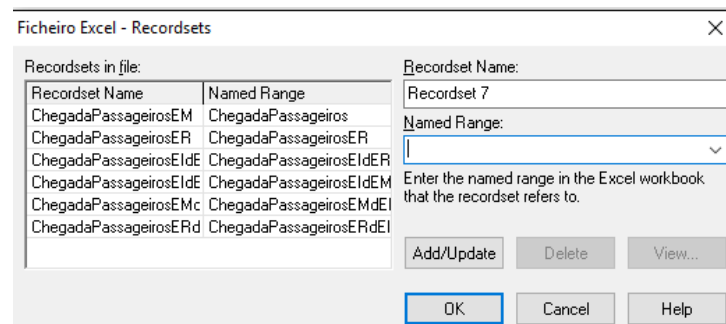 Ficheiro Excel - Recordsets
Recordsets in file:
Recordset Name Named Range
ChegadaPassageirosEM ChegadaPassageiros
ChegadaPassageirosER ChegadaPassageirosER
ChegadaPassageirosEIdE ChegadaPassageirosEIdER
ChegadaPassageirosEIdE ChegadaPassageirosEIdEM
ChegadaPassageirosEMc ChegadaPassageirosEMdEI
ChegadaPassageirosERd ChegadaPassageirosERdEI
Recordset Name:
Recordset 7
Named Range:
Enter the named range in the Excel workbook
that the recordset refers to.
Add/Update Delete View...
OK Cancel Help